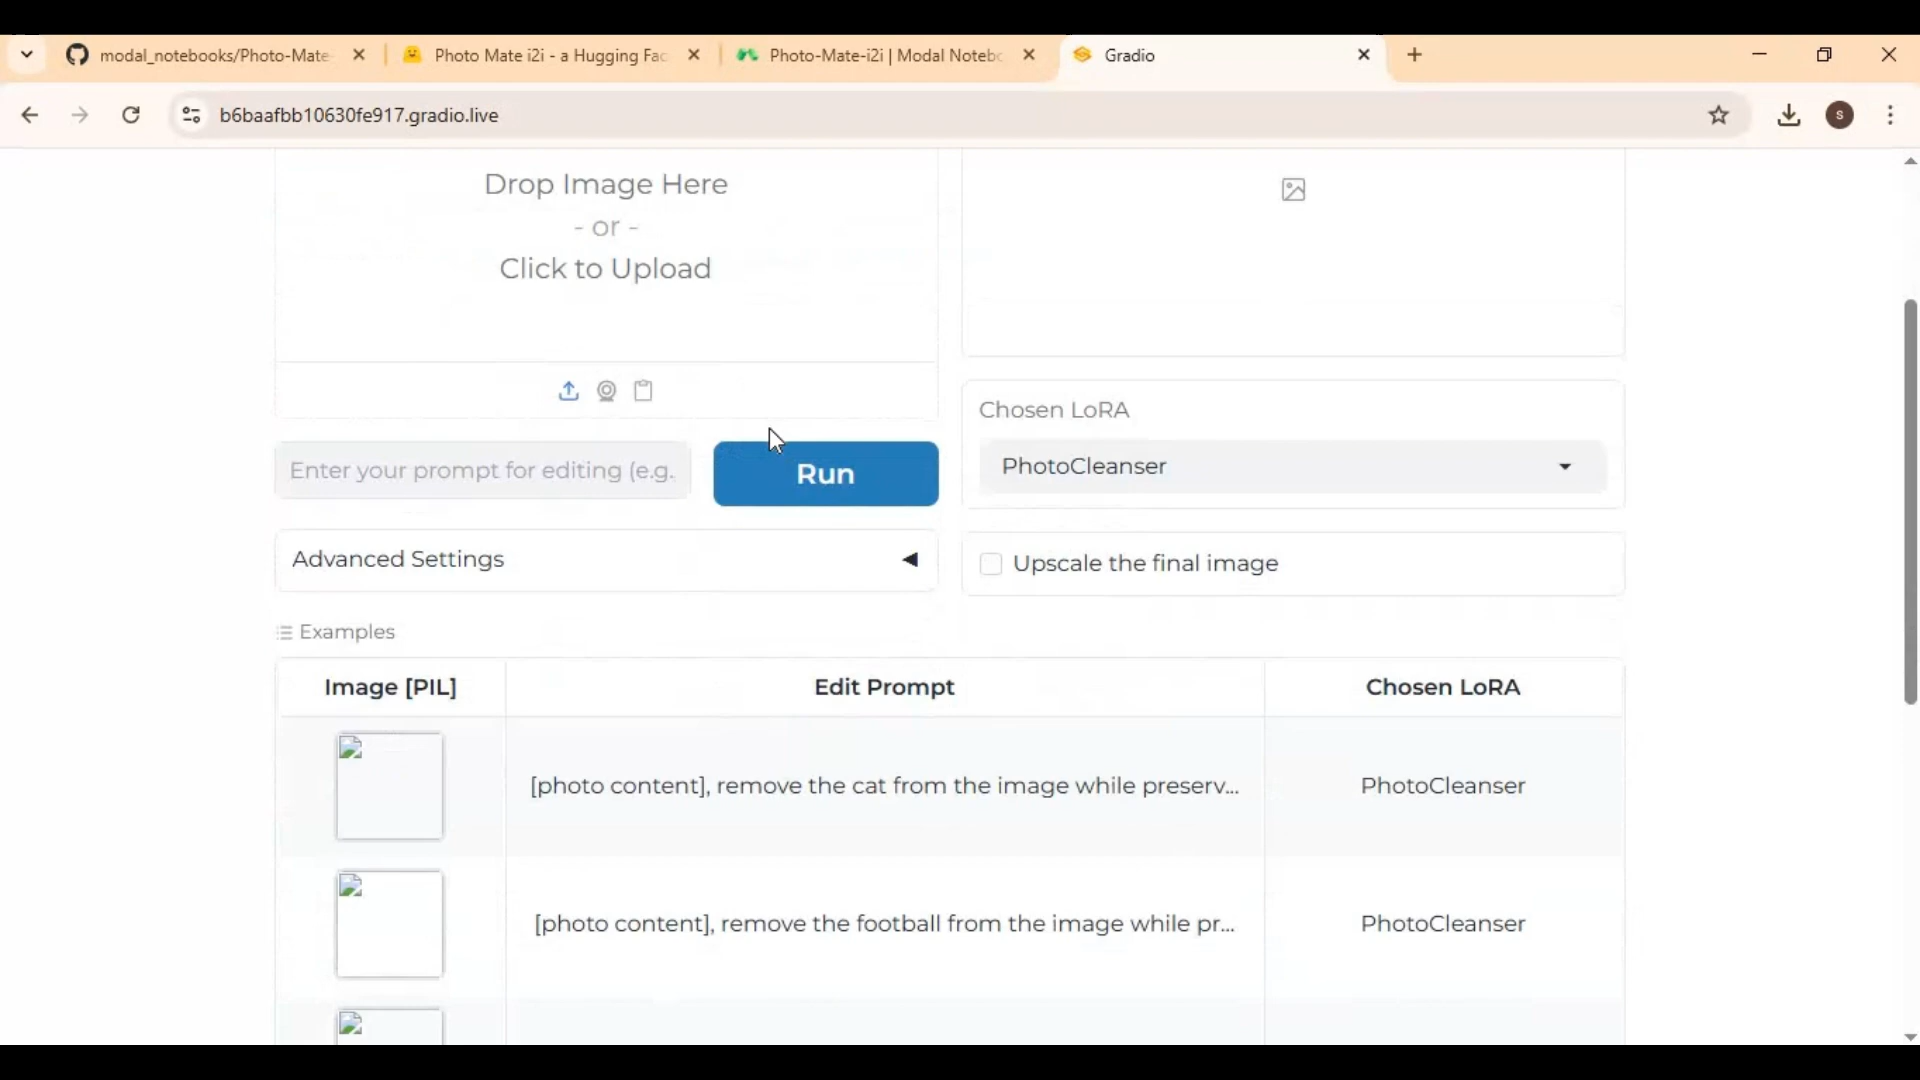 modal_notebooks/Photo-Mate-
Photo Mate i2i - a Hugging Fac
Photo-Mate-i2i | Modal Notebo
Gradio
b6baafbb10630fe917.gradio.live
S
Drop Image Here
- or -
Click to Upload
Chosen LoRA
PhotoCleanser
Enter your prompt for editing (e.g.
Run
Advanced Settings
Upscale the final image
Examples
Image [PIL] Edit Prompt Chosen LoRA
[photo content], remove the cat from the image while preserv... PhotoCleanser
[photo content], remove the football from the image while pr... PhotoCleanser